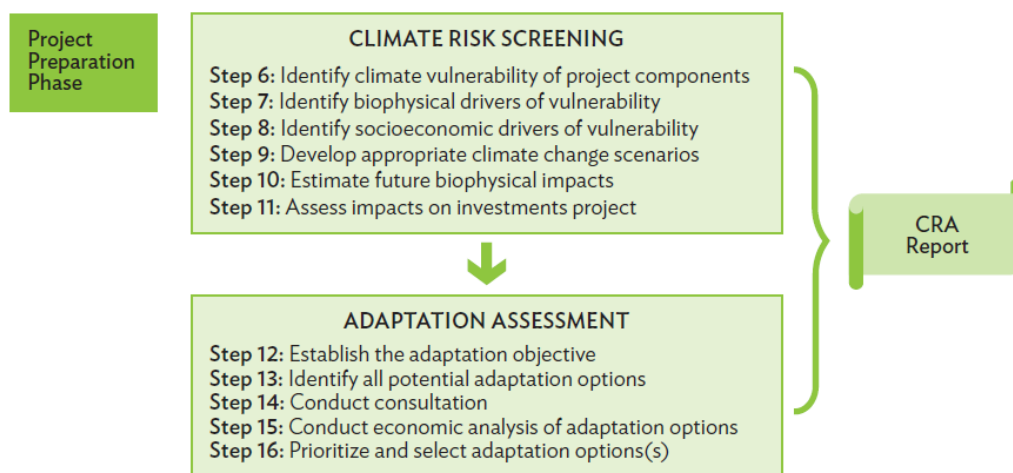 Project
Preparation
Phase
CLIMATE RISK SCREENING
Step 6: Identify climate vulnerability of project components
Step 7: Identify biophysical drivers of vulnerability
Step 8: Identify socioeconomic drivers of vulnerability
Step 9: Develop appropriate climate change scenarios
Step 10: Estimate future biophysical impacts
Step 11: Assess impacts on investments project
CRA
Report
ADAPTATION ASSESSMENT
Step 12: Establish the adaptation objective
Step 13: Identify all potential adaptation options
Step 14: Conduct consultation
Step 15: Conduct economic analysis of adaptation options
Step 16: Prioritize and select adaptation options(s)